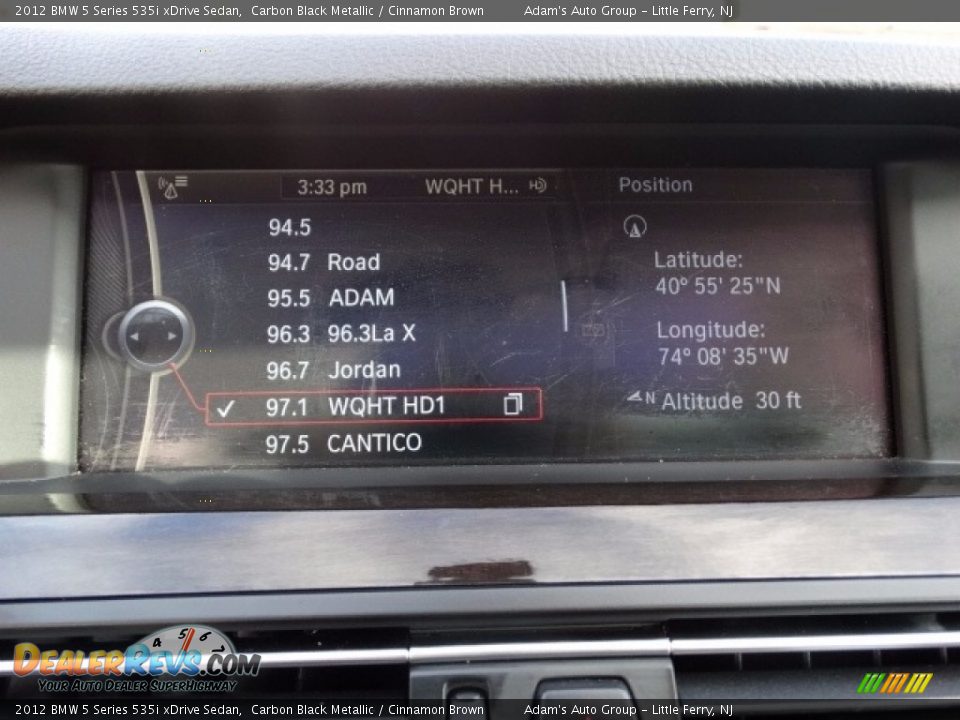 2012 BMW 5 Series 535i xDrive Sedan, Carbon Black Metallic / Cinnamon Brown Adam's Auto Group - Little Ferry, NJ
3:33 pm WQHT H... HD Position
94.5
94.7 Road
95.5 ADAM
96.3 96.3La X
96.7 Jordan
97.1 WQHT HD1
97.5 CANTICO
Latitude:
40° 55' 25"N
Longitude:
74° 08' 35"W
N Altitude 30 ft
4 5 6
DEALERREVS.COM
YOUR AUTO DEALER SUPERHIGHWAY
2012 BMW 5 Series 535i xDrive Sedan, Carbon Black Metallic / Cinnamon Brown Adam's Auto Group - Little Ferry, NJ